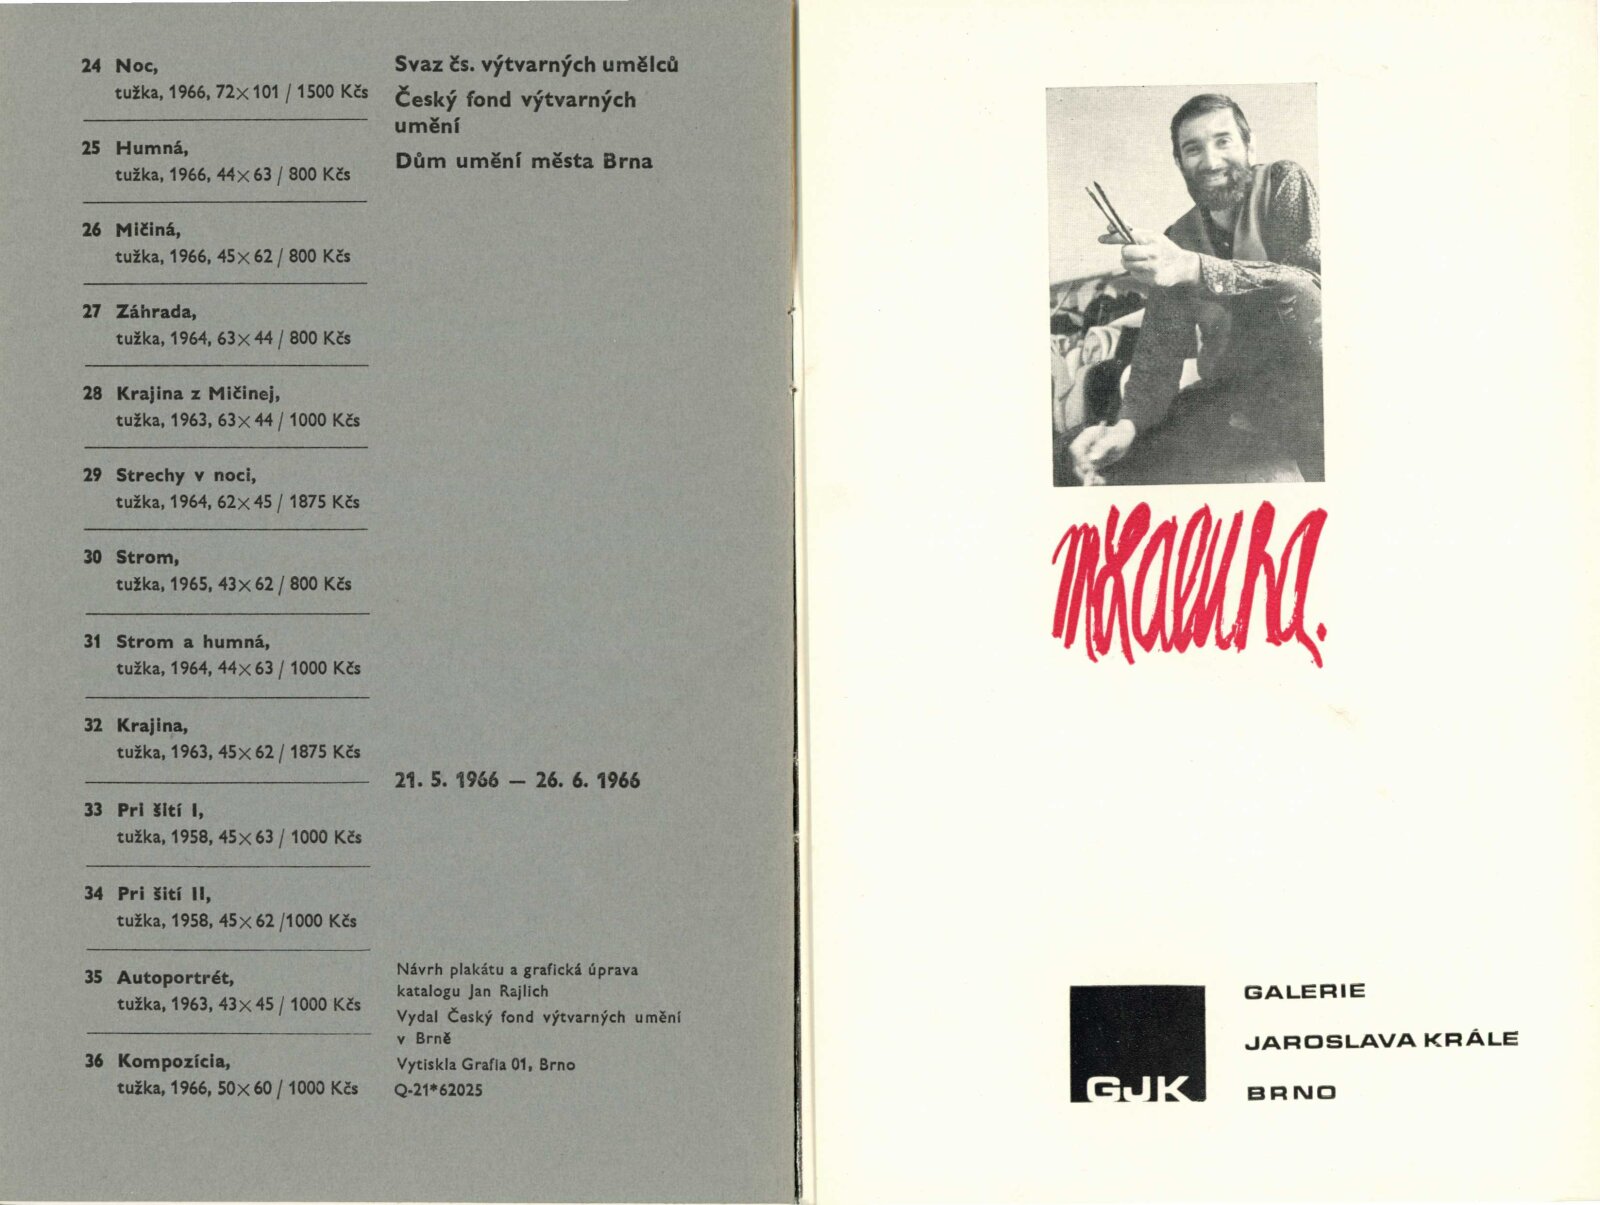 24 Noc,
tužka, 1966, 72×101 / 1500 Kčs
25 Humná,
tužka, 1966, 44×63 / 800 Kčs
26 Mičiná,
tužka, 1966, 45×62 / 800 Kčs
27 Záhrada,
tužka, 1964, 63×44 / 800 Kčs
28 Krajina z Mičinej,
tužka, 1963, 63×44 / 1000 Kčs
29 Strechy v noci,
tužka, 1964, 62×45 / 1875 Kčs
30 Strom,
tužka, 1965, 43×62 / 800 Kčs
31 Strom a humná,
tužka, 1964, 44×63 / 1000 Kčs
32 Krajina,
tužka, 1963, 45×62 / 1875 Kčs
33 Pri šití I,
tužka, 1958, 45×63 / 1000 Kčs
34 Pri šití II,
tužka, 1958, 45×62 /1000 Kčs
35 Autoportrét,
tužka, 1963, 43×45 / 1000 Kčs
36 Kompozícia,
tužka, 1966, 50×60 / 1000 Kčs
Svaz čs. výtvarných umělců
Český fond výtvarných
umění
Dům umění města Brna
21. 5. 1966 — 26. 6. 1966
Návrh plakátu a grafická úprava
katalogu Jan Rajlich
Vydal Český fond výtvarných umění
v Brně
Vytiskla Grafia 01, Brno
Q-21*62025
mlaluha.
GJK
GALERIE
JAROSLAVA KRÁLE
BRNO